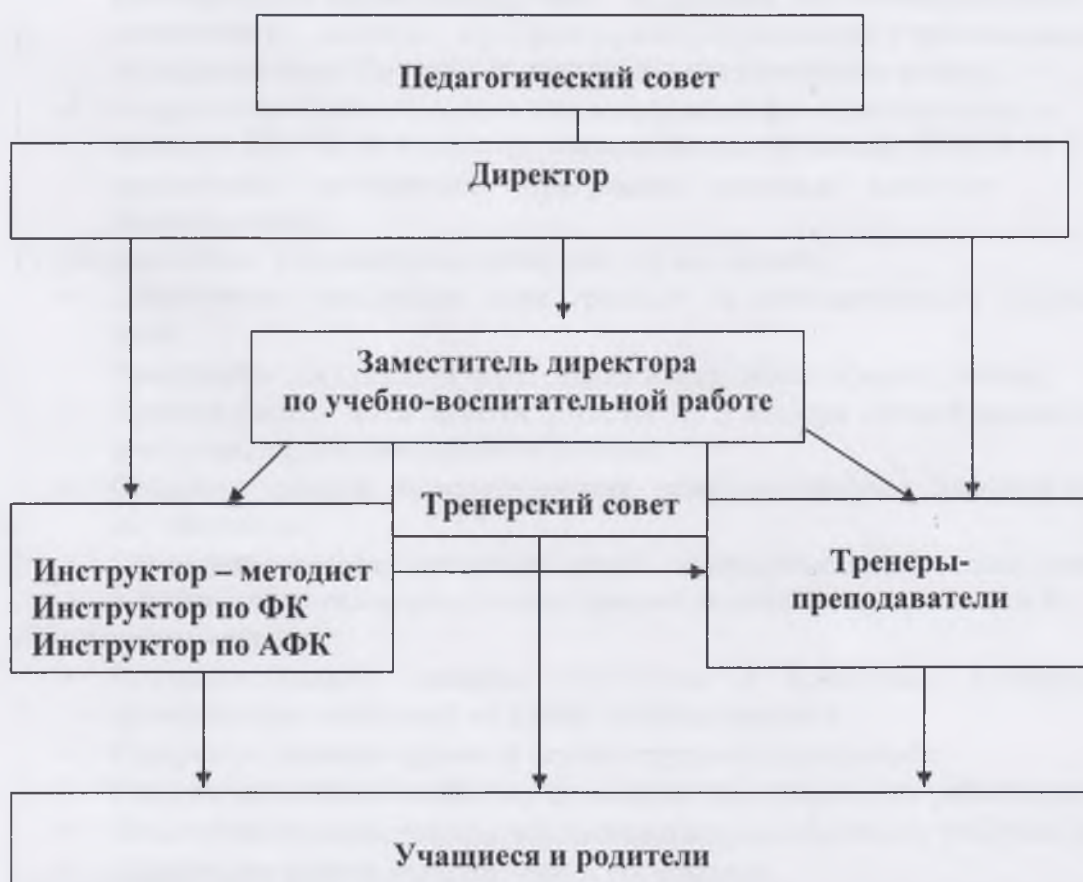 Педагогический совет
Директор
Заместитель директора
по учебно-воспитательной работе
Тренерский совет
Инструктор – методист
Инструктор по ФК
Инструктор по АФК
Тренеры-
преподаватели
Учащиеся и родители